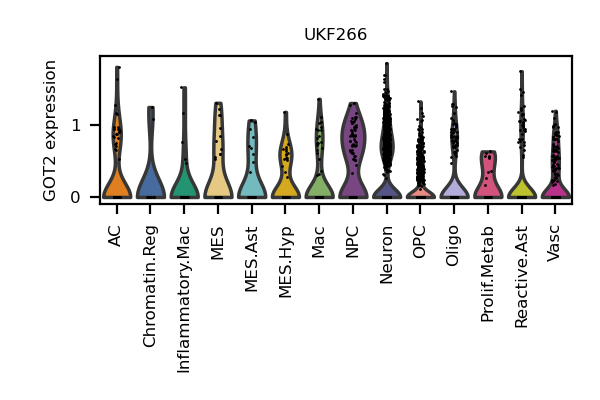 UKF266
GOT2 expression
1
0
AC
Chromatin.Reg
Inflammatory.Mac
MES
MES.Ast
MES.Hyp
Mac
NPC
Neuron
OPC
Oligo
Prolif.Metab
Reactive.Ast
Vasc